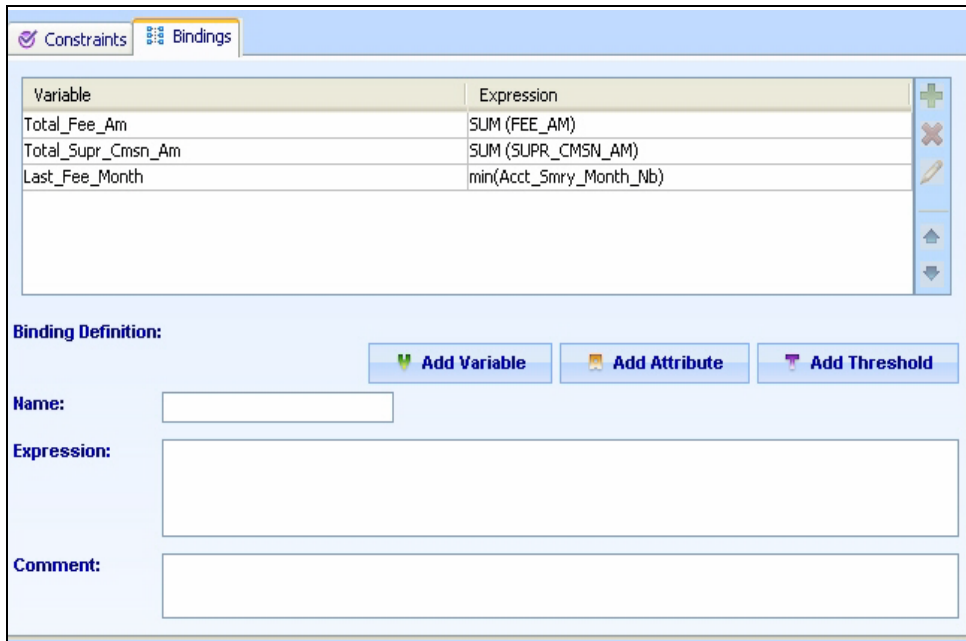 Constraints Bindings
Variable Expression
Total_Fee_Am SUM (FEE_AM)
Total_Supr_Cmsn_Am SUM (SUPR_CMSN_AM)
Last_Fee_Month min(Acct_Smry_Month_Nb)
Binding Definition:
Add Variable Add Attribute Add Threshold
Name:
Expression:
Comment: